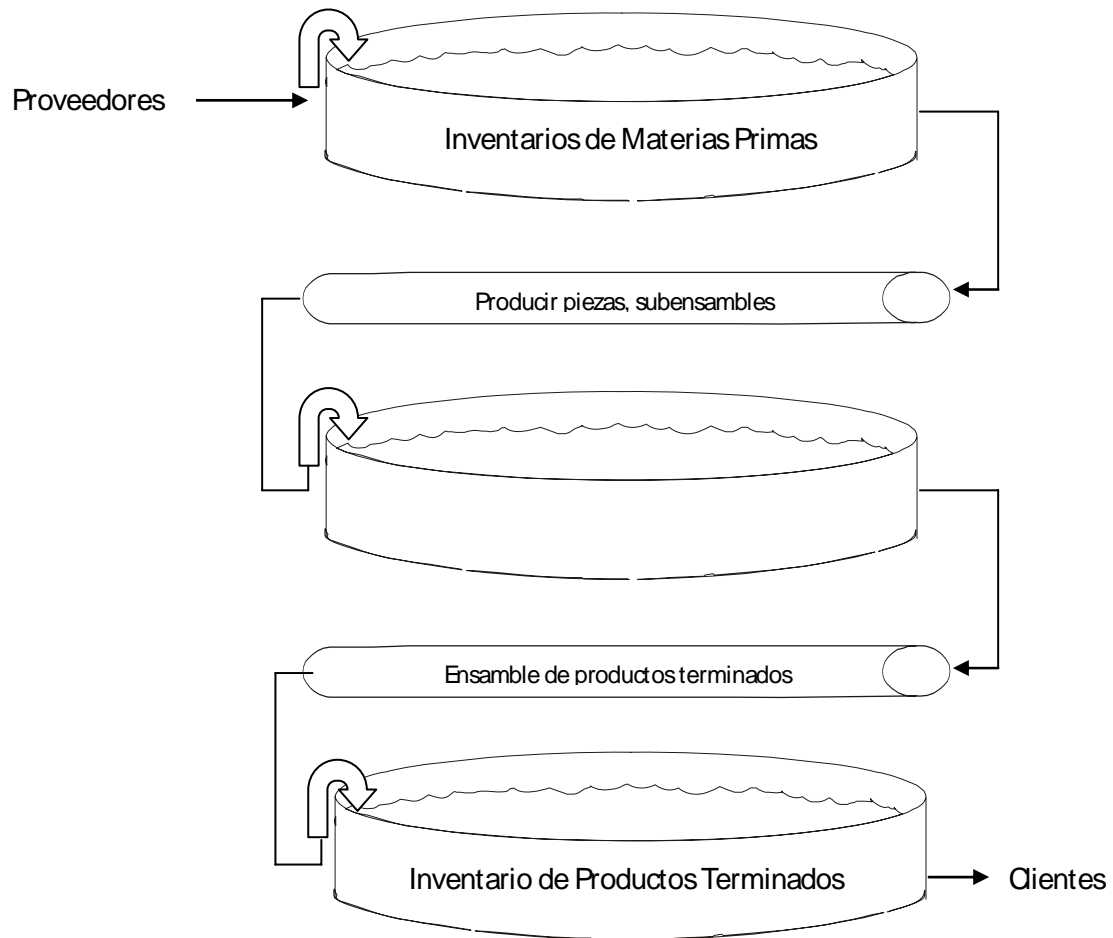 Proveedores
Inventarios de Materias Primas
Producir piezas, subensambles
Ensamble de productos terminados
Inventario de Productos Terminados
Clientes